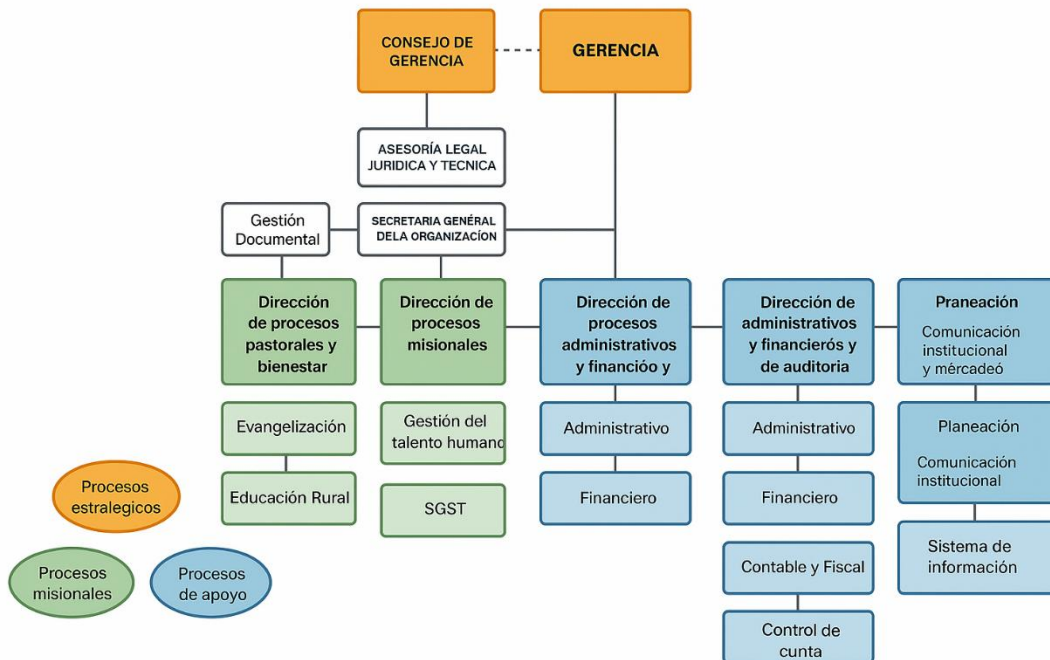 CONSEJO DE
GERENCIA
GERENCIA
ASESORÍA LEGAL
JURIDICA Y TECNICA
Gestión
Documental
SECRETARIA GENÉRAL
DELA ORGANIZACÍON
Dirección
de procesos
pastorales y
bienestar
Dirección de
procesos
misionales
Dirección de
procesos
administrativos
y financióo y
Dirección de
administrativos
y financierós y
de auditoria
Praneación
Comunicación
institucional
y mércadeó
Evangelización
Educación Rural
Gestión del
talento humano
SGST
Administrativo
Financiero
Administrativo
Financiero
Contable y Fiscal
Control de
cunta
Planeación
Comunicación
institucional
Sistema de
información
Procesos
estralegicos
Procesos
misionales
Procesos
de apoyo